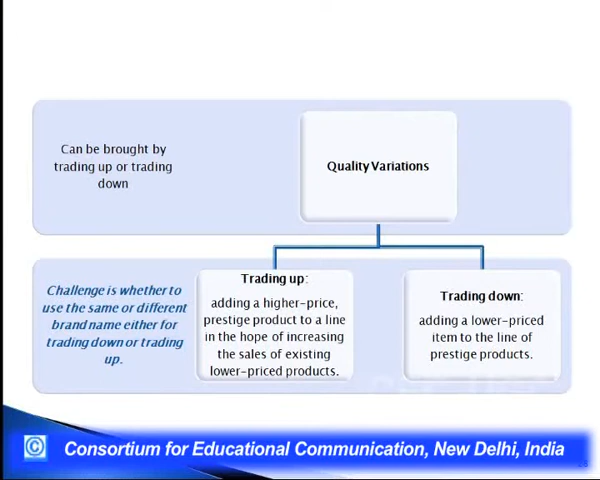 Can be brought by
trading up or trading
down
Quality Variations
Challenge is whether to
use the same or different
brand name either for
trading down or trading
up.
Trading up:
adding a higher-price,
prestige product to a line
in the hope of increasing
the sales of existing
lower-priced products.
Trading down:
adding a lower-priced
item to the line of
prestige products.
© Consortium for Educational Communication, New Delhi, India